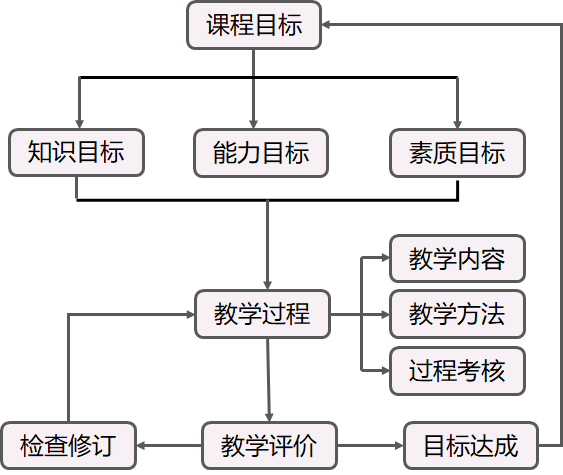 课程目标
知识目标
能力目标
素质目标
教学内容
教学过程
教学方法
过程考核
检查修订
教学评价
目标达成